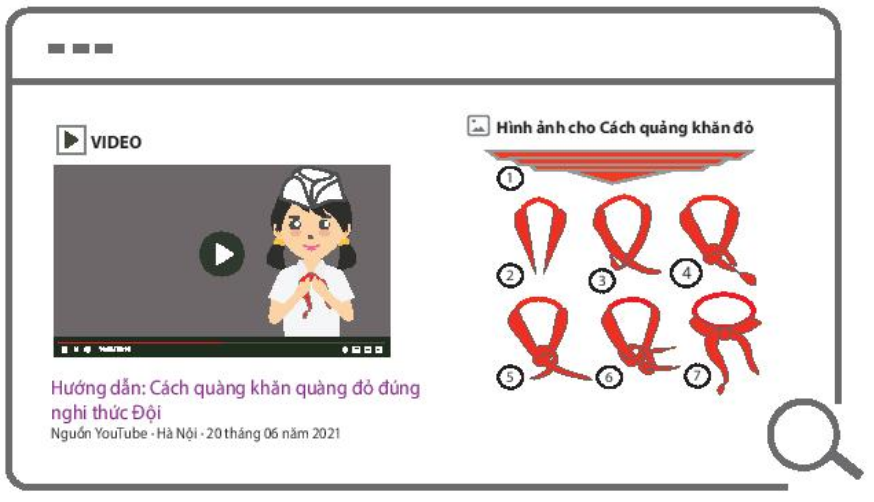 VIDEO
Hướng dẫn: Cách quàng khăn quàng đỏ đúng
nghi thức Đội
Nguồn YouTube - Hà Nội - 20 tháng 06 năm 2021
Hình ảnh cho Cách quảng khăn đỏ
1
2
3
4
5
6
7